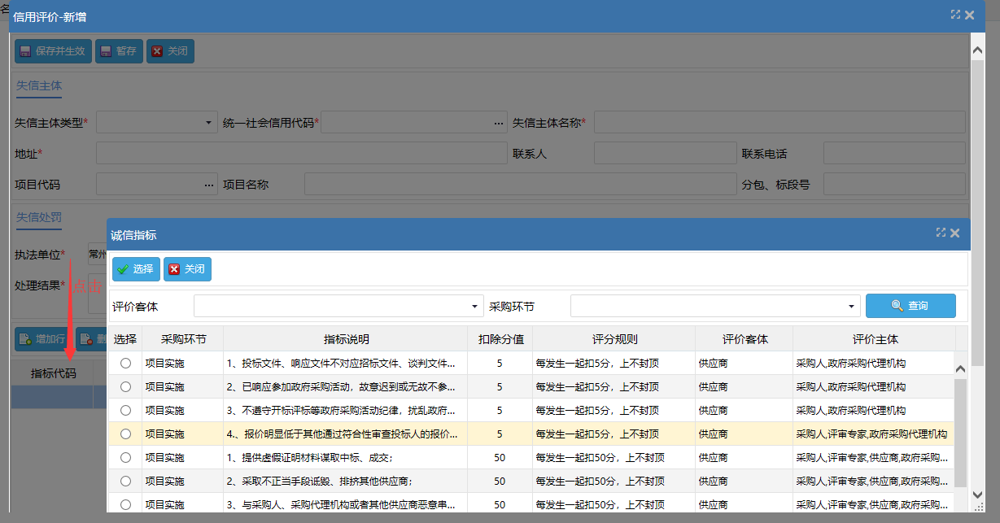 名
信用评价-新增
保存并生效 暂存 关闭
失信主体
失信主体类型* 统一社会信用代码* ... 失信主体名称*
地址* 联系人 联系电话
项目代码 ... 项目名称 分包、标段号
失信处罚
执法单位* 常州
处理结果* 点击
增加行 删
指标代码
诚信指标
选择 关闭
评价客体 采购环节 查询
选择 采购环节 指标说明 扣除分值 评分规则 评价客体 评价主体
项目实施 1、投标文件、响应文件不对应招标文件、谈判文件... 5 每发生一起扣5分，上不封顶 供应商 采购人,政府采购代理机构
项目实施 2、已响应参加政府采购活动，故意迟到或无故不参... 5 每发生一起扣5分，上不封顶 供应商 采购人,政府采购代理机构
项目实施 3、不遵守开标评标等政府采购活动纪律，扰乱政府... 5 每发生一起扣5分，上不封顶 供应商 采购人,政府采购代理机构
项目实施 4.、报价明显低于其他通过符合性审查投标人的报价... 5 每发生一起扣5分，上不封顶 供应商 采购人,评审专家,政府采购代理机构
项目实施 1、提供虚假证明材料谋取中标、成交； 50 每发生一起扣50分，上不封顶 供应商 采购人,评审专家,供应商,政府采购...
项目实施 2、采取不正当手段诋毁、排挤其他供应商； 50 每发生一起扣50分，上不封顶 供应商 采购人,评审专家,供应商,政府采购...
项目实施 3、与采购人、采购代理机构或者其他供应商恶意串... 50 每发生一起扣50分，上不封顶 供应商 采购人,评审专家,供应商,政府采购...